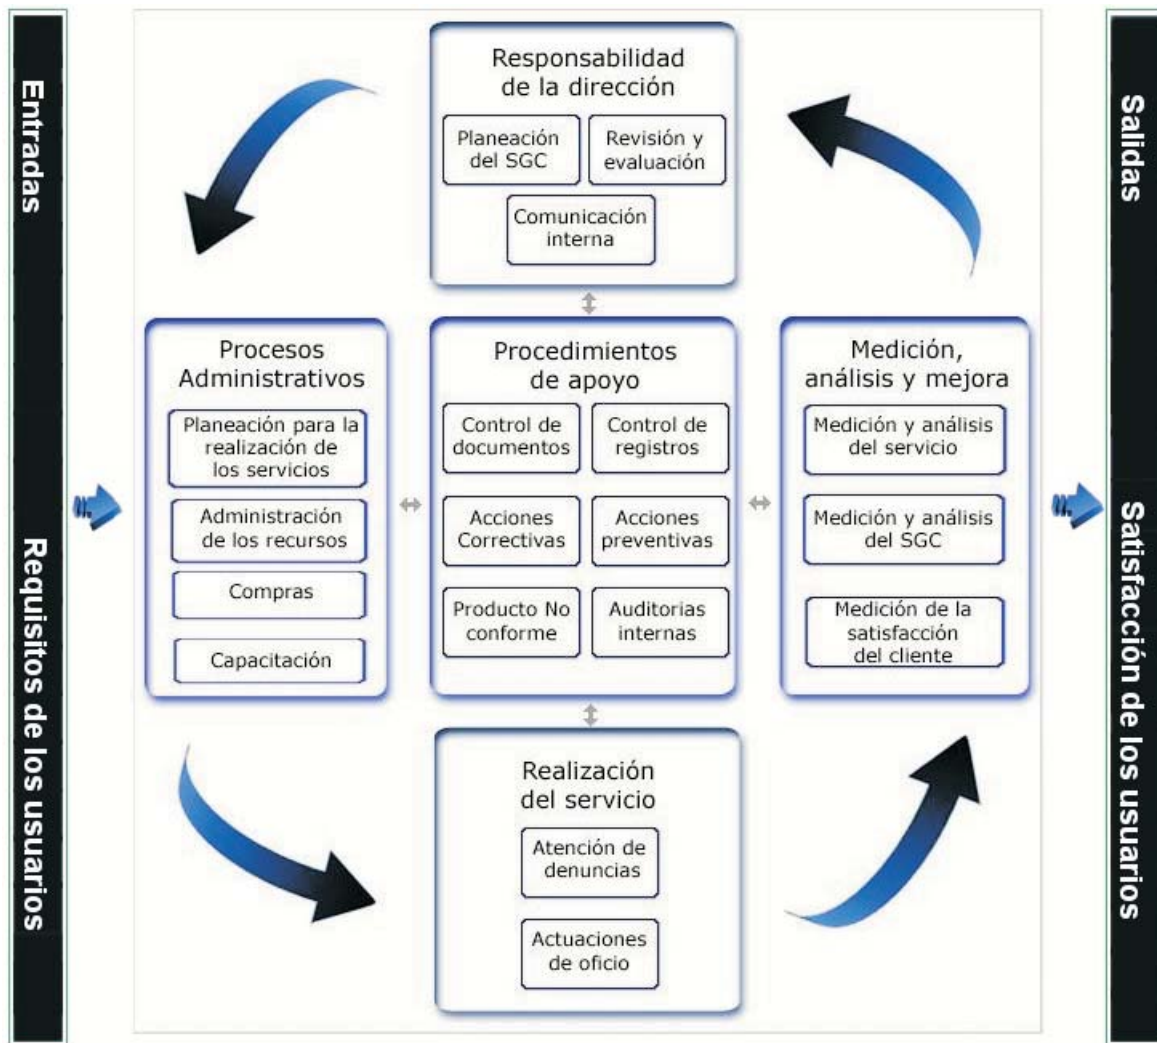 Entradas
Requisitos de los usuarios
Responsabilidad
de la dirección
Planeación
del SGC
Revisión y
evaluación
Comunicación
interna
Procesos
Administrativos
Planeación para la
realización de
los servicios
Administración
de los recursos
Compras
Capacitación
Procedimientos
de apoyo
Control de
documentos
Control de
registros
Acciones
Correctivas
Acciones
preventivas
Producto No
conforme
Auditorias
internas
Medición,
análisis y mejora
Medición y análisis
del servicio
Medición y análisis
del SGC
Medición de la
satisfacción
del cliente
Realización
del servicio
Atención de
denuncias
Actuaciones
de oficio
Salidas
Satisfacción de los usuarios